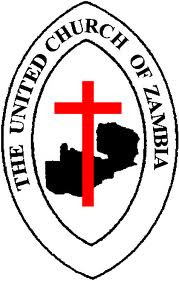 THE UNITED CHURCH OF ZAMBIA